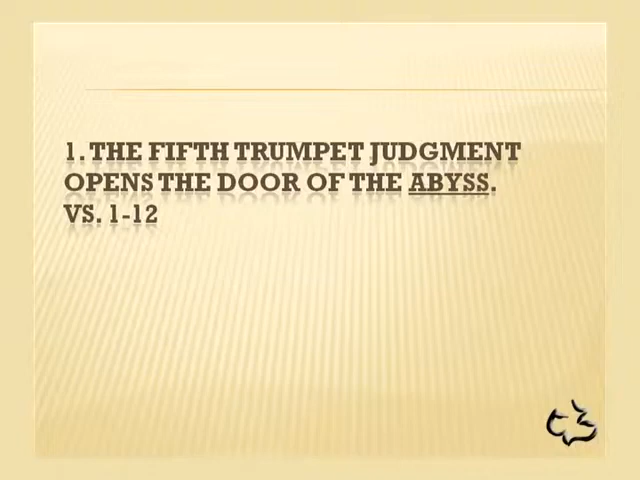 1. THE FIFTH TRUMPET JUDGMENT
OPENS THE DOOR OF THE ABYSS.
VS. 1-12